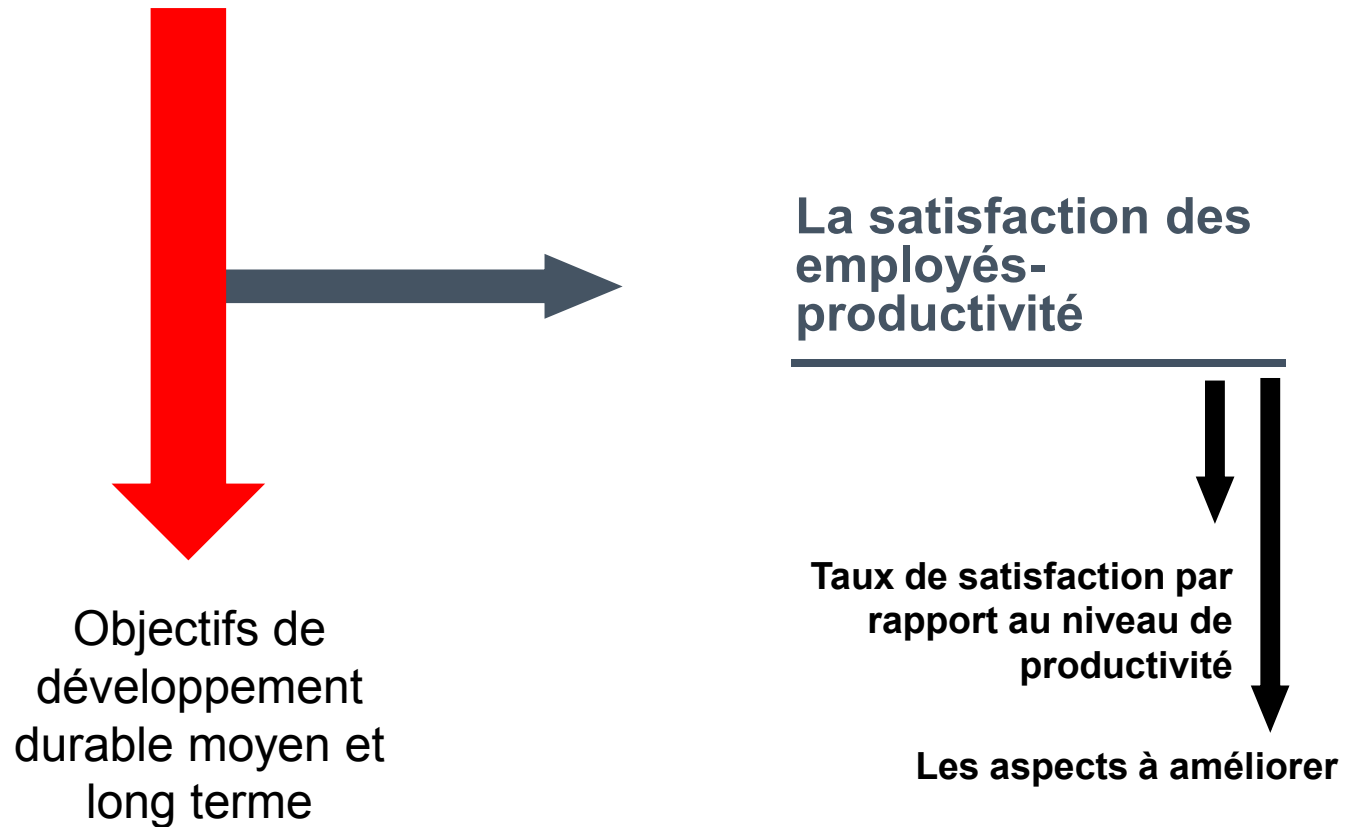 La satisfaction des
employés-
productivité
Taux de satisfaction par
rapport au niveau de
productivité
Les aspects à améliorer
Objectifs de
développement
durable moyen et
long terme